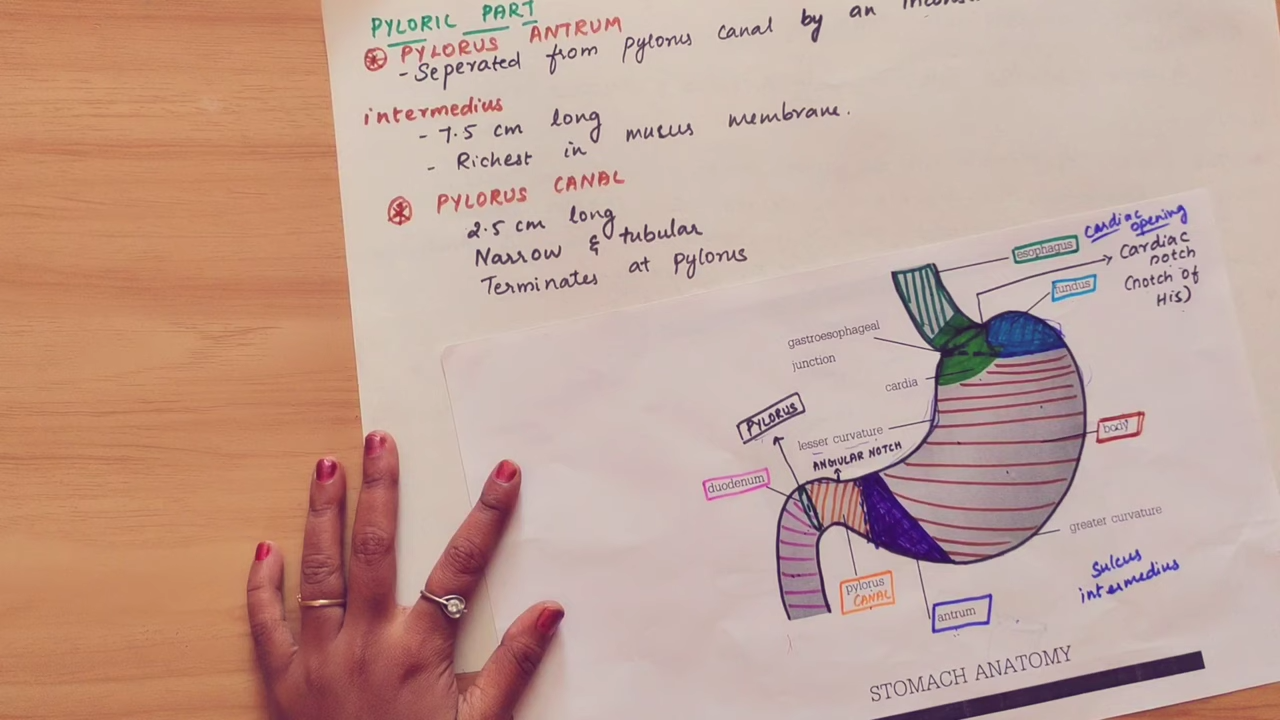 PYLORIC PART
PYLORUS ANTRUM
- Seperated from pylorus canal by an
intermedius
- 7.5 cm long
- Richest in mucus membrane.
PYLORUS CANAL
2.5 cm long
Narrow & tubular
Terminates at pylorus
cardiac opening
esophagus
Cardiac
notch
(notch of
His)
fundus
gastroesophageal
junction
cardia
PYLORUS
lesser curvature
ANGULAR NOTCH
body
duodenum
greater curvature
Sulcus
intermedius
pylorus
CANAL
antrum
STOMACH ANATOMY